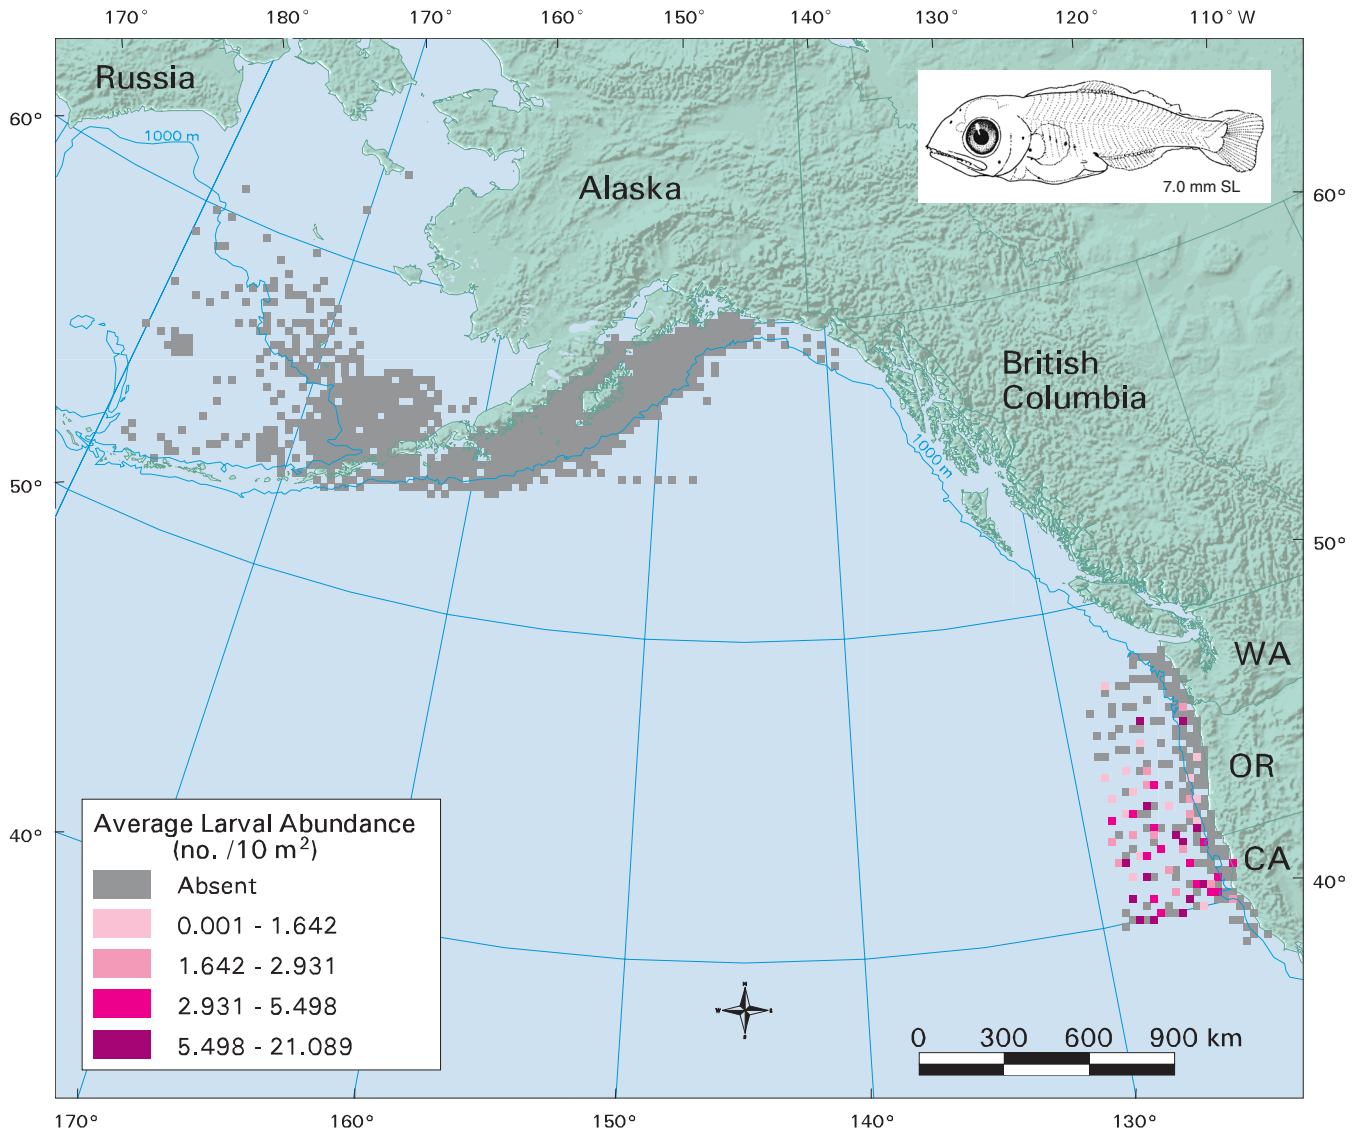 170° 180° 170° 160° 150° 140° 130° 120° 110° W
Russia
1000 m
60°
Alaska
7.0 mm SL
60°
British
Columbia
1000 m
50°
50°
WA
OR
CA
40°
40°
Average Larval Abundance
(no. /10 m²)
Absent
0.001 - 1.642
1.642 - 2.931
2.931 - 5.498
5.498 - 21.089
N
W
S
0 300 600 900 km
170° 160° 150° 140° 130°